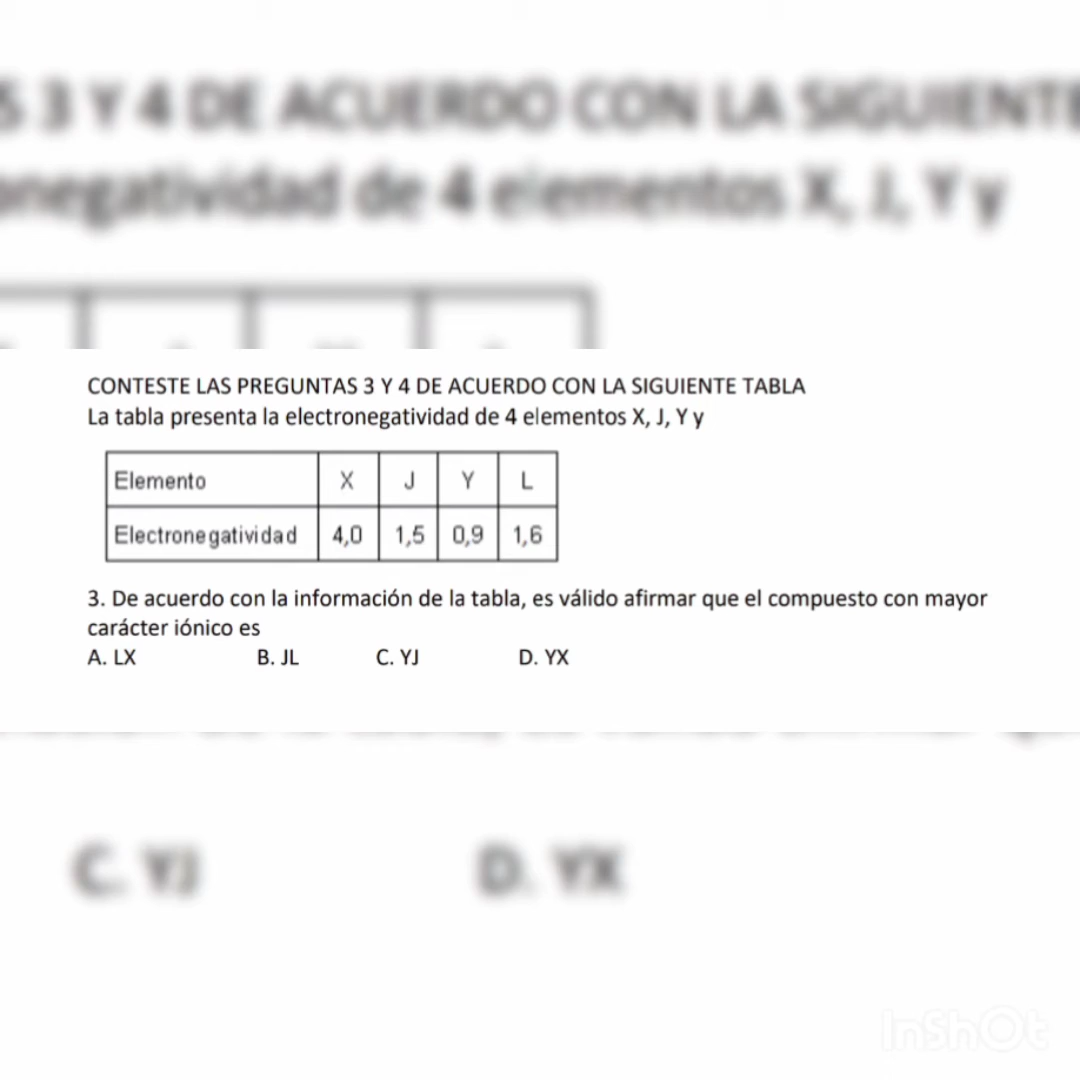 S 3 Y 4 DE ACUERDO CON LA SIGUIENTE
onegatividad de 4 elementos X, J, Y y
CONTESTE LAS PREGUNTAS 3 Y 4 DE ACUERDO CON LA SIGUIENTE TABLA
La tabla presenta la electronegatividad de 4 elementos X, J, Y y
Elemento X J Y L
Electronegatividad 4,0 1,5 0,9 1,6
3. De acuerdo con la información de la tabla, es válido afirmar que el compuesto con mayor
carácter iónico es
A. LX B. JL C. YJ D. YX
C. YJ D. YX
InShOt